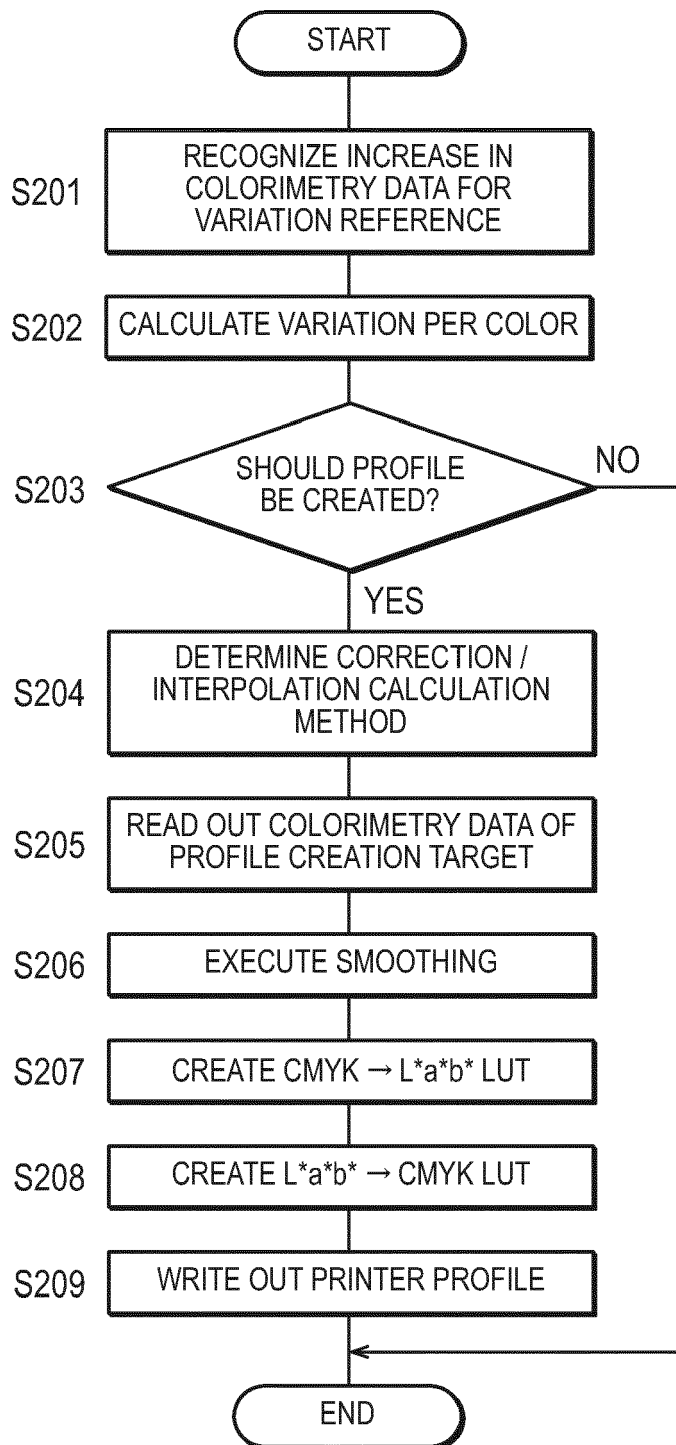 START
S201
RECOGNIZE INCREASE IN
COLORIMETRY DATA FOR
VARIATION REFERENCE
S202
CALCULATE VARIATION PER COLOR
S203
SHOULD PROFILE
BE CREATED?
NO
YES
S204
DETERMINE CORRECTION /
INTERPOLATION CALCULATION
METHOD
S205
READ OUT COLORIMETRY DATA OF
PROFILE CREATION TARGET
S206
EXECUTE SMOOTHING
S207
CREATE CMYK → L*a*b* LUT
S208
CREATE L*a*b* → CMYK LUT
S209
WRITE OUT PRINTER PROFILE
END